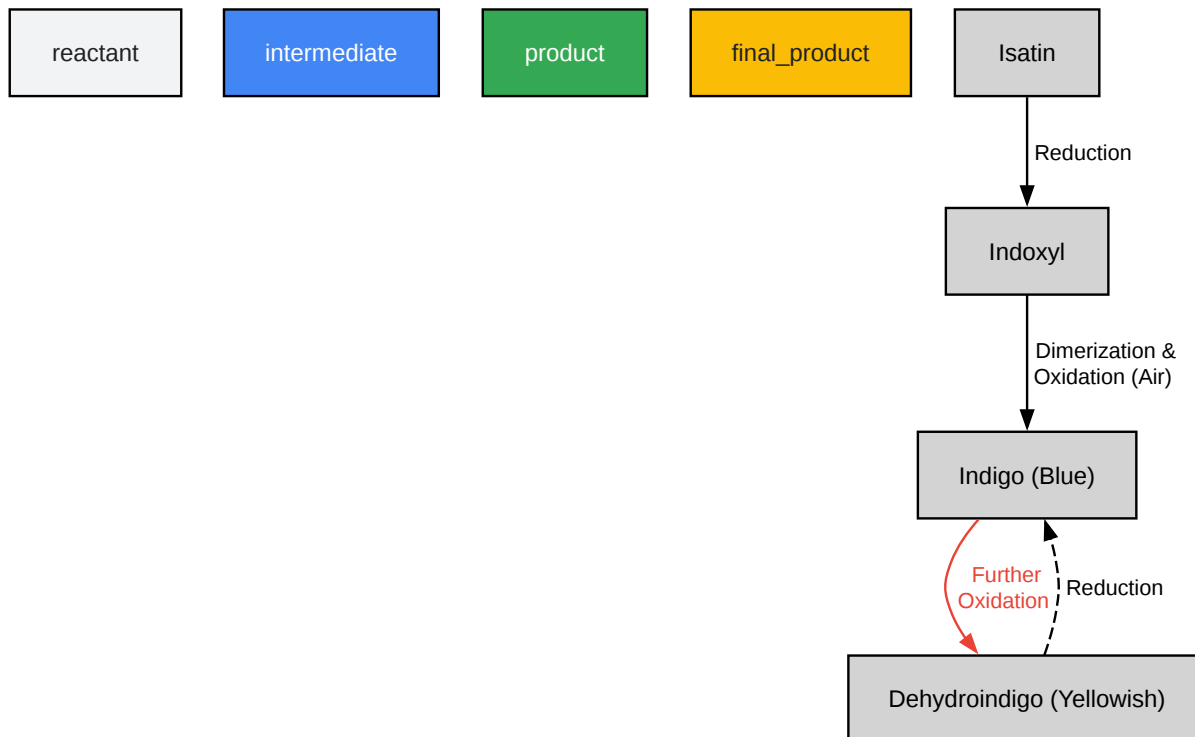 reactant
intermediate
product
final_product
Isatin
Reduction
Indoxyl
Dimerization &
Oxidation (Air)
Indigo (Blue)
Further
Oxidation
Reduction
Dehydroindigo (Yellowish)